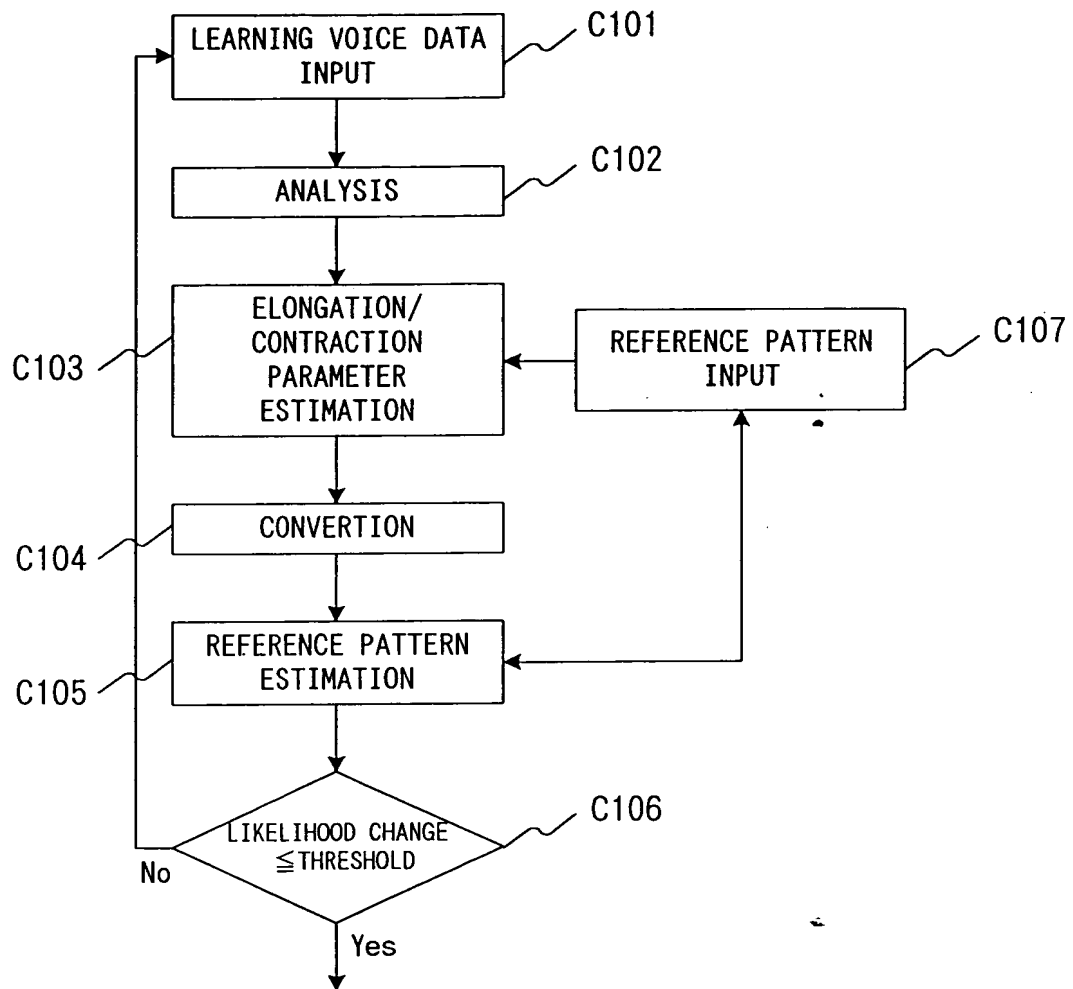 LEARNING VOICE DATA
INPUT
C101
ANALYSIS
C102
ELONGATION/
CONTRACTION
PARAMETER
ESTIMATION
C103
REFERENCE PATTERN
INPUT
C107
CONVERTION
C104
REFERENCE PATTERN
ESTIMATION
C105
LIKELIHOOD CHANGE
≦THRESHOLD
C106
No
Yes